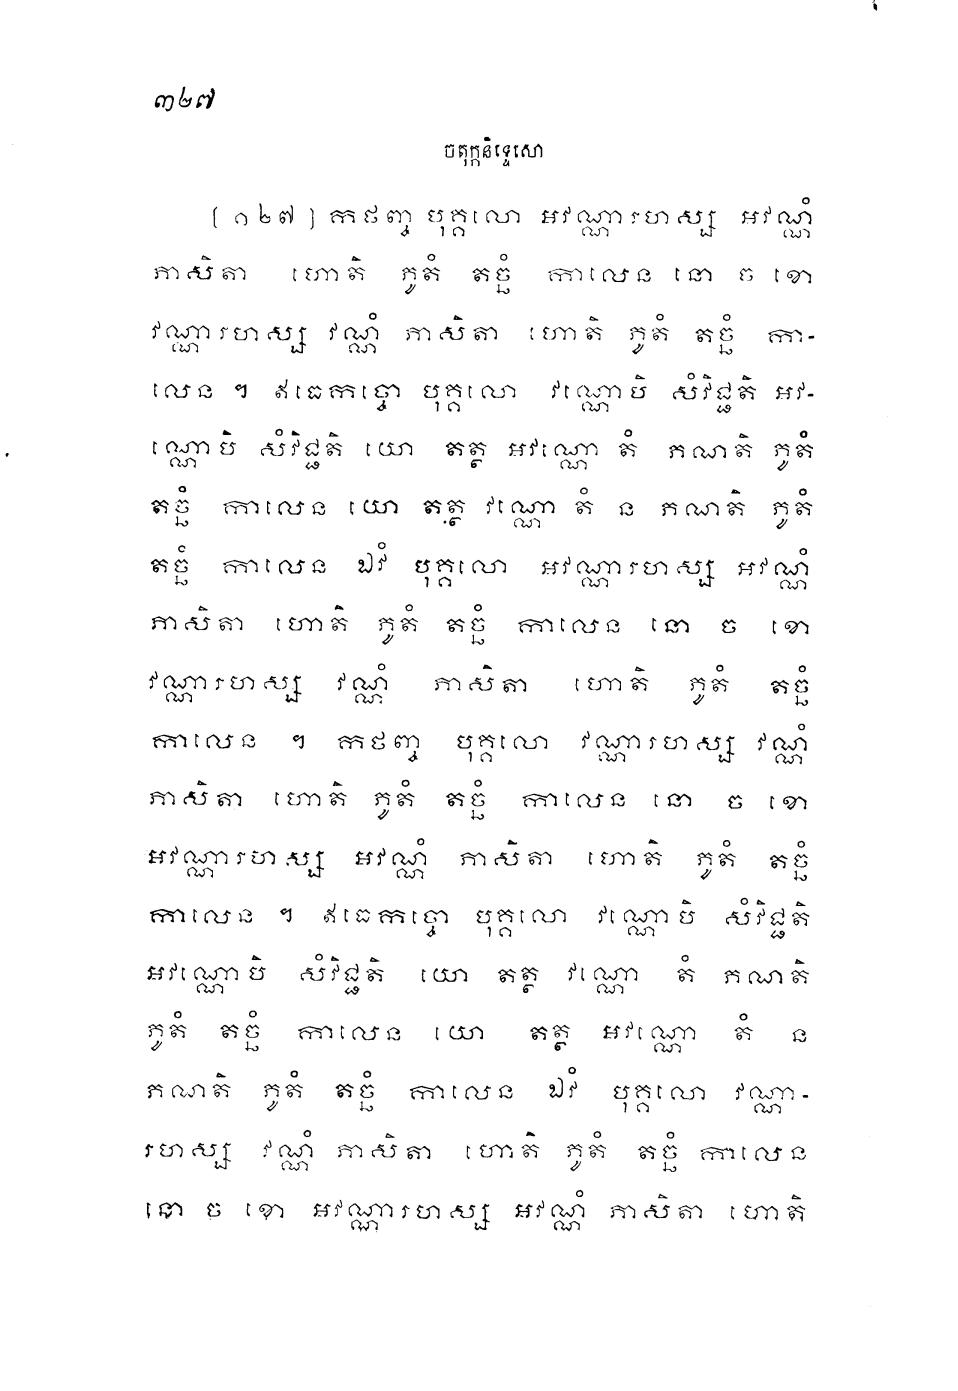 ៣២៧
ចតុក្កនិទ្ទេសោ
(១២៧) កថញ្ច បុគ្គលោ អវណ្ណារហស្ស អវណ្ណំ
ភាសិតា ហោតិ ភូតំ តច្ឆំ កាលេន នោ ច ខោ
វណ្ណារហស្ស វណ្ណំ ភាសិតា ហោតិ ភូតំ តច្ឆំ កា-
លេន ។ ឥធេកច្ចោ បុគ្គលោ វណ្ណោបិ សំវិជ្ជតិ អវ-
ណ្ណោបិ សំវិជ្ជតិ យោ តត្ថ អវណ្ណោ តំ ភណតិ ភូតំ
តច្ឆំ កាលេន យោ តត្ថ វណ្ណោ តំ ន ភណតិ ភូតំ
តច្ឆំ កាលេន ឯវំ បុគ្គលោ អវណ្ណារហស្ស អវណ្ណំ
ភាសិតា ហោតិ ភូតំ តច្ឆំ កាលេន នោ ច ខោ
វណ្ណារហស្ស វណ្ណំ ភាសិតា ហោតិ ភូតំ តច្ឆំ
កាលេន ។ កថញ្ច បុគ្គលោ វណ្ណារហស្ស វណ្ណំ
ភាសិតា ហោតិ ភូតំ តច្ឆំ កាលេន នោ ច ខោ
អវណ្ណារហស្ស អវណ្ណំ ភាសិតា ហោតិ ភូតំ តច្ឆំ
កាលេន ។ ឥធេកច្ចោ បុគ្គលោ វណ្ណោបិ សំវិជ្ជតិ
អវណ្ណោបិ សំវិជ្ជតិ យោ តត្ថ វណ្ណោ តំ ភណតិ
ភូតំ តច្ឆំ កាលេន យោ តត្ថ អវណ្ណោ តំ ន
ភណតិ ភូតំ តច្ឆំ កាលេន ឯវំ បុគ្គលោ វណ្ណា-
រហស្ស វណ្ណំ ភាសិតា ហោតិ ភូតំ តច្ឆំ កាលេន
នោ ច ខោ អវណ្ណារហស្ស អវណ្ណំ ភាសិតា ហោតិ